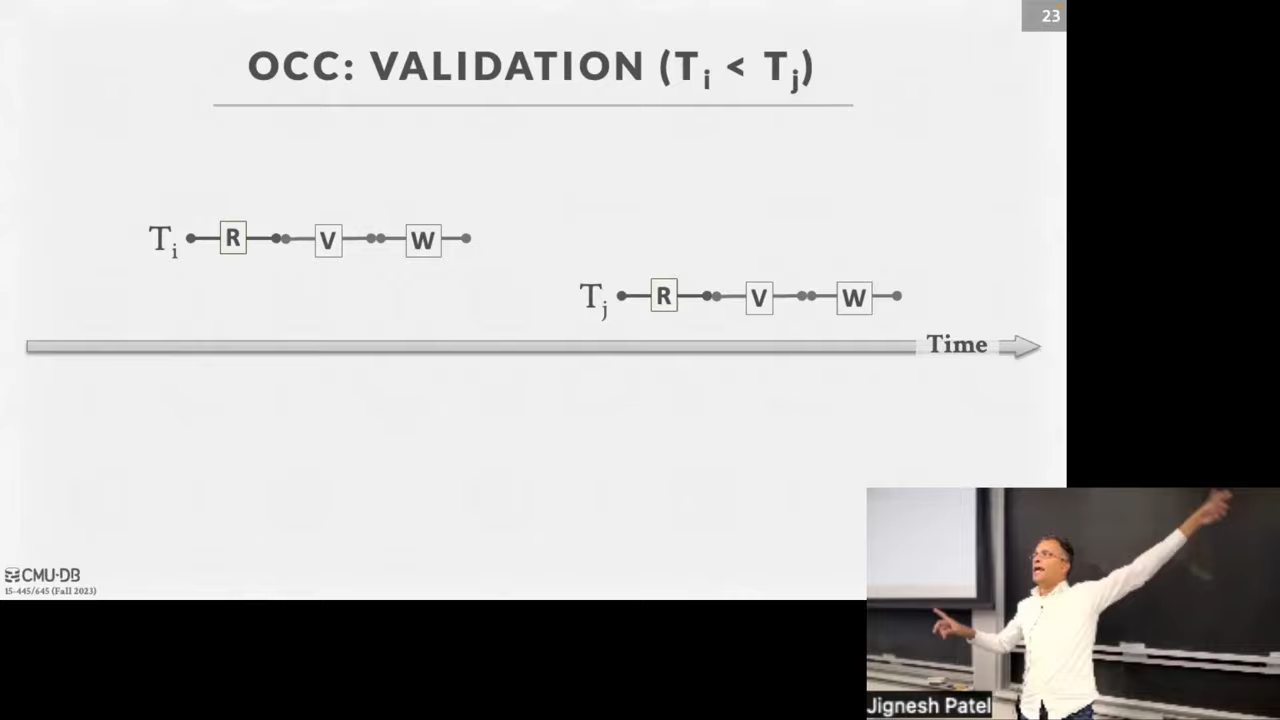 23
OCC: VALIDATION (Ti < Tj)
Ti R V W
Tj R V W
Time
CMU·DB
15-445/645 (Fall 2023)
Jignesh Patel